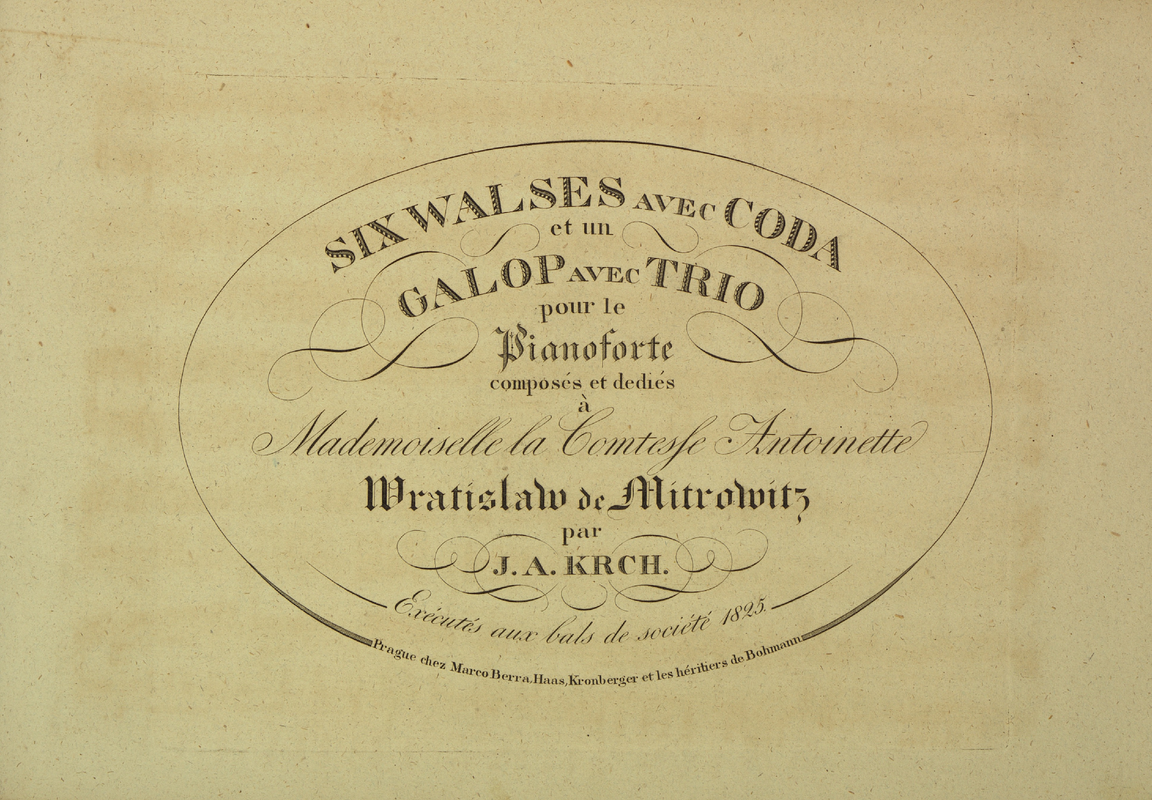 SIX WALSES AVEC CODA
et un
GALOP AVEC TRIO
pour le
Pianoforte
composés et dediés
à
Mademoiselle la Comtesse Antoinette
Wratislaw de Mitrowitz
par
J. A. KRCH.
Exécutés aux bals de société 1825.
Prague chez Marco Berra, Haas, Kronberger et les héritiers de Bohmann